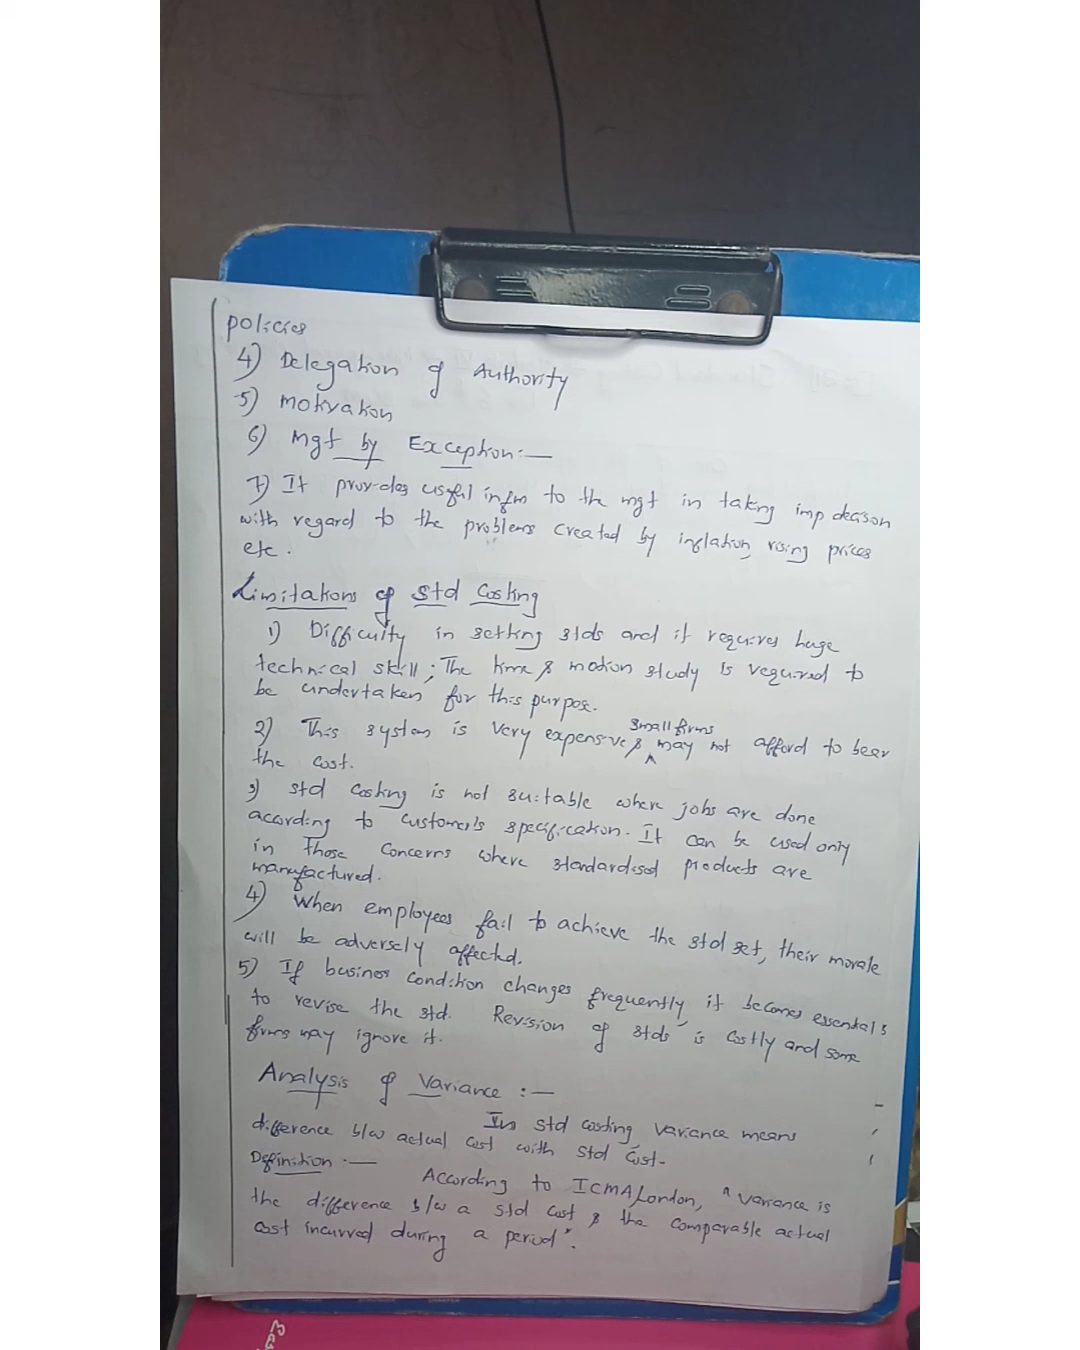 policies
4) Delegation of Authority
5) Motivation
6) Mgt by Exception:—
7) It provides useful infm to the mgt in taking imp decison
with regard to the problems created by inflation, rising prices
etc.
Limitations of Std Costing
1) Difficulty in setting stds and it requires huge
technical skill; The time & motion study is required to
be undertaken for this purpose.
2) This system is very expensive & small firms may not afford to bear
the cost.
3) Std Costing is not suitable where jobs are done
acording to customer's specification. It can be used only
in those concerns where standardised products are
manufactured.
4) When employees fail to achieve the std set, their morale
will be adversely affected.
5) If business condition changes frequently, it becomes essential
to revise the std. Revision of stds is costly and some
firms may ignore it.
Analysis of Variance :—
In std costing variance means
difference b/w actual cost with std cost.
Definition :—
According to ICMA, London, "Variance is
the difference b/w a std cost & the comparable actual
cost incurred during a period".